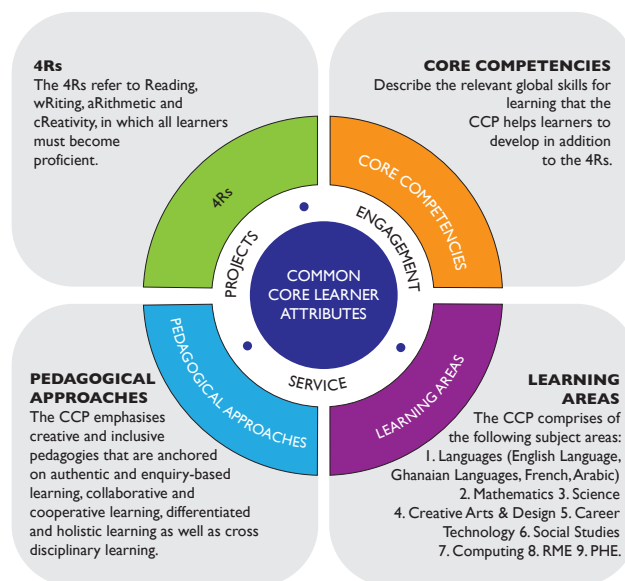 4Rs
The 4Rs refer to Reading,
wRiting, aRithmetic and
cReativity, in which all learners
must become
proficient.
CORE COMPETENCIES
Describe the relevant global skills for
learning that the
CCP helps learners to
develop in addition
to the 4Rs.
4Rs
CORE COMPETENCIES
PROJECTS
ENGAGEMENT
COMMON
CORE LEARNER
ATTRIBUTES
SERVICE
PEDAGOGICAL APPROACHES
LEARNING AREAS
PEDAGOGICAL
APPROACHES
The CCP emphasises
creative and inclusive
pedagogies that are anchored
on authentic and enquiry-based
learning, collaborative and
cooperative learning, differentiated
and holistic learning as well as cross
disciplinary learning.
LEARNING
AREAS
The CCP comprises of
the following subject areas:
1. Languages (English Language,
Ghanaian Languages, French, Arabic)
2. Mathematics 3. Science
4. Creative Arts & Design 5. Career
Technology 6. Social Studies
7. Computing 8. RME 9. PHE.